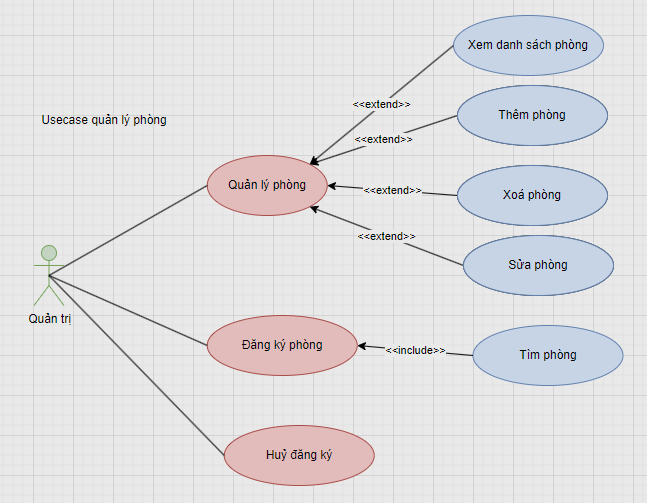 Xem danh sách phòng
<<extend>>
Thêm phòng
Usecase quản lý phòng
<<extend>>
Quản lý phòng
<<extend>>
Xoá phòng
<<extend>>
Sửa phòng
Quản trị
Đăng ký phòng
<<include>>
Tìm phòng
Huỷ đăng ký